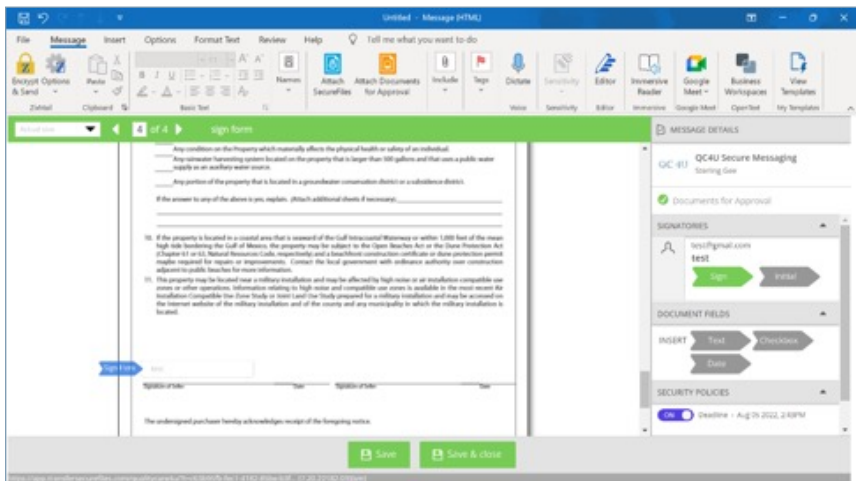 Untitled - Message (HTML)
File Message Insert Options Format Text Review Help Tell me what you want to do
Encrypt & Send
Options
Paste
Names
Attach SecureFiles
Attach Documents for Approval
Include
Tags
Dictate
Sensitivity
Editor
Immersive Reader
Google Meet
Business Workspaces
View Templates
ZixMail Clipboard Basic Text Voice Sensitivity Editor Immersive Google Meet OpenText My Templates
4 of 4 sign form
Any condition on the Property which materially affects the physical health or safety of an individual.
Any rainwater harvesting system located on the property that is larger than 500 gallons and that uses a public water
supply as an auxiliary water source.
Any portion of the property that is located in a groundwater conservation district or a subsidence district.
If the answer to any of the above is yes, explain. (Attach additional sheets if necessary):
10. If the property is located in a coastal area that is seaward of the Gulf Intracoastal Waterway or within 1,000 feet of the mean
high tide bordering the Gulf of Mexico, the property may be subject to the Open Beaches Act or the Dune Protection Act
(Chapter 61 or 63, Natural Resources Code, respectively) and a beachfront construction certificate or dune protection permit
maybe required for repairs or improvements. Contact the local government with ordinance authority over construction
adjacent to public beaches for more information.
11. This property may be located near a military installation and may be affected by high noise or air installation compatible use
zones or other operations. Information relating to high noise and compatible use zones is available in the most recent Air
Installation Compatible Use Zone Study or Joint Land Use Study prepared for a military installation and may be accessed on
the Internet website of the military installation and of the county and any municipality in which the military installation is
located.
Sign Form test
Signature of Seller Date Signature of Seller Date
The undersigned purchaser hereby acknowledges receipt of the foregoing notice.
Save Save & close
MESSAGE DETAILS
QC 4U QC4U Secure Messaging
Starling Gee
Documents for Approval
SIGNATORIES
test@gmail.com
test
Sign Initial
DOCUMENT FIELDS
INSERT Text Checkbox
Date
SECURITY POLICIES
ON Deadline - Aug 05 2022, 2:43PM